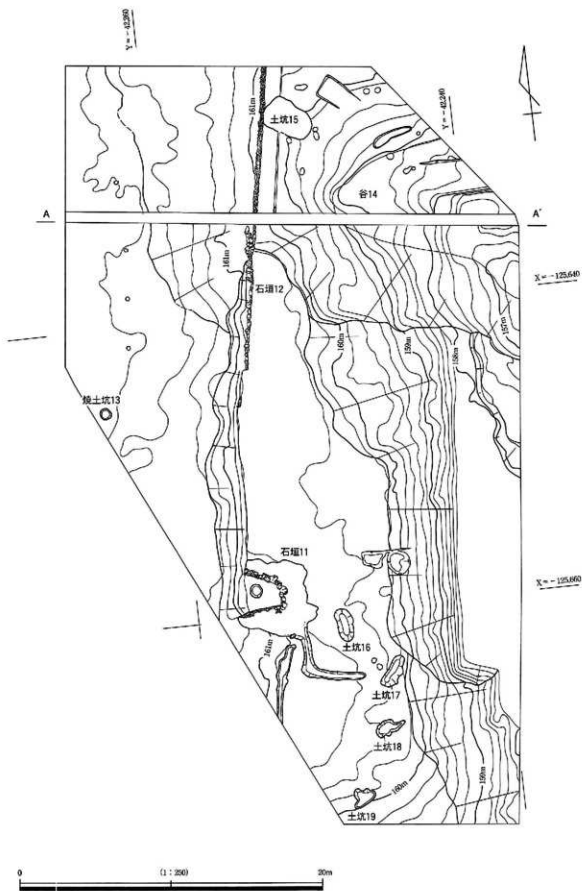 Y=-42,260
Y=-42,240
161m
土坑15
谷14
A
A'
161m
石垣12
X=-125,640
157m
160m
159m
158m
焼土坑13
石垣11
X=-125,660
土坑16
161m
土坑17
土坑18
159m
160m
土坑19
0
(1:250)
20m